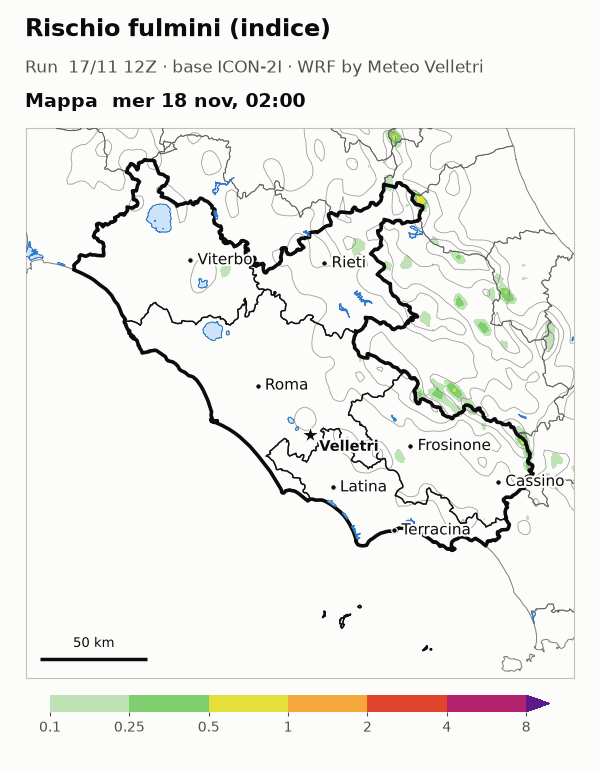 Rischio fulmini (indice)
Run  17/11 12Z · base ICON-2I · WRF by Meteo Velletri
Mappa  mer 18 nov, 02:00
Viterbo
Rieti
Roma
Velletri
Frosinone
Cassino
Latina
Terracina
50 km
0.1 0.25 0.5 1 2 4 8